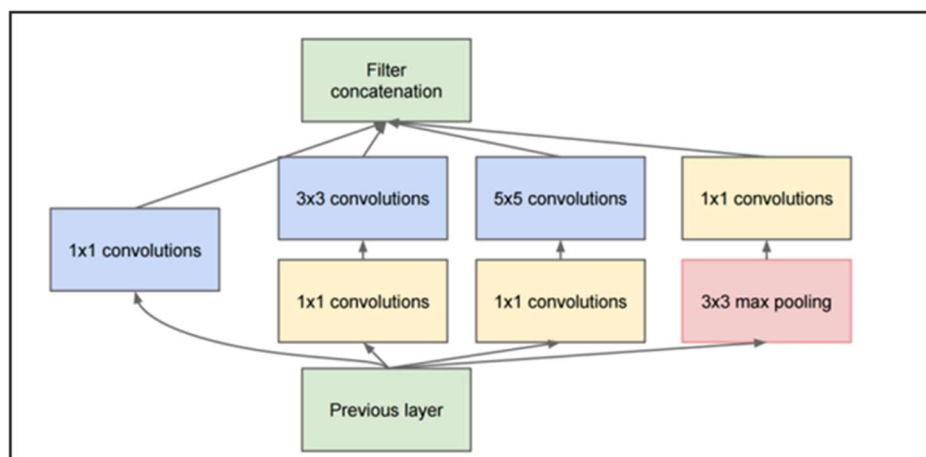 Filter
concatenation
3x3 convolutions
5x5 convolutions
1x1 convolutions
1x1 convolutions
1x1 convolutions
1x1 convolutions
3x3 max pooling
Previous layer